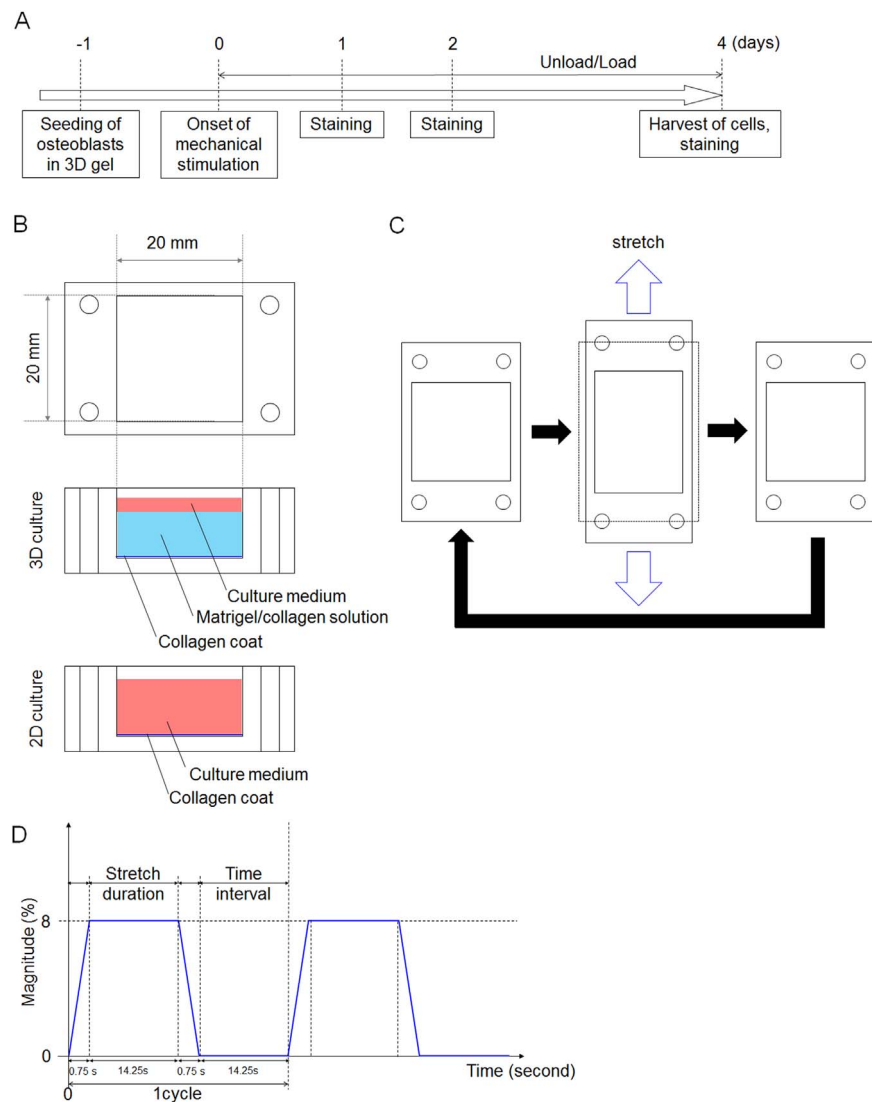 A
-1 0 1 2 4 (days)
Unload/Load
Seeding of
osteoblasts
in 3D gel
Onset of
mechanical
stimulation
Staining
Staining
Harvest of cells,
staining
B
20 mm
20 mm
3D culture
Culture medium
Matrigel/collagen solution
Collagen coat
2D culture
Culture medium
Collagen coat
C
stretch
D
Stretch
duration
Time
interval
Magnitude (%)
8
0
0.75 s 14.25s 0.75 s 14.25s
Time (second)
0
1cycle